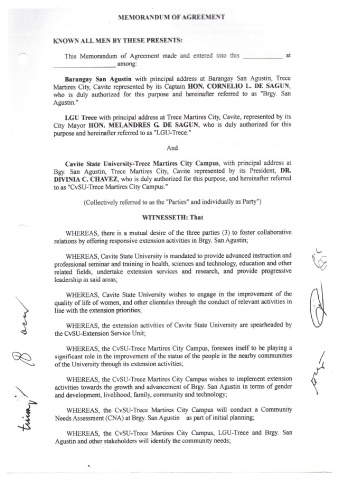 MEMORANDUM OF AGREEMENT
KNOWN ALL MEN BY THESE PRESENTS:
This Memorandum of Agreement made and entered into this ____________ at
________________ among:
Barangay San Agustin with principal address at Barangay San Agustin, Trece
Martires City, Cavite represented by its Captain HON. CORNELIO L. DE SAGUN,
who is duly authorized for this purpose and hereinafter referred to as "Brgy. San
Agustin."
LGU Trece with principal address at Trece Martires City, Cavite, represented by its
City Mayor HON. MELANDRES G. DE SAGUN, who is duly authorized for this
purpose and hereinafter referred to as "LGU-Trece."
And
Cavite State University-Trece Martires City Campus, with principal address at
Bgy. San Agustin, Trece Martires City, Cavite represented by its President, DR.
DIVINIA C. CHAVEZ, who is duly authorized for this purpose, and hereinafter referred
to as "CvSU-Trece Martires City Campus."
(Collectively referred to as the "Parties" and individually as Party")
WITNESSETH: That
WHEREAS, there is a mutual desire of the three parties (3) to foster collaborative
relations by offering responsive extension activities in Brgy. San Agustin;
WHEREAS, Cavite State University is mandated to provide advanced instruction and
professional seminar and training in health, sciences and technology, education and other
related fields, undertake extension services and research, and provide progressive
leadership in said areas;
WHEREAS, Cavite State University wishes to engage in the improvement of the
quality of life of women, and other clienteles through the conduct of relevant activities in
line with the extension priorities;
WHEREAS, the extension activities of Cavite State University are spearheaded by
the CvSU-Extension Service Unit;
WHEREAS, the CvSU-Trece Martires City Campus, foresees itself to be playing a
significant role in the improvement of the status of the people in the nearby communities
of the University through its extension activities;
WHEREAS, the CvSU-Trece Martires City Campus wishes to implement extension
activities towards the growth and advancement of Brgy. San Agustin in terms of gender
and development, livelihood, family, community and technology;
WHEREAS, the CvSU-Trece Martires City Campus will conduct a Community
Needs Assessment (CNA) at Brgy. San Agustin as part of initial planning;
WHEREAS, the CvSU-Trece Martires City Campus, LGU-Trece and Brgy. San
Agustin and other stakeholders will identify the community needs;